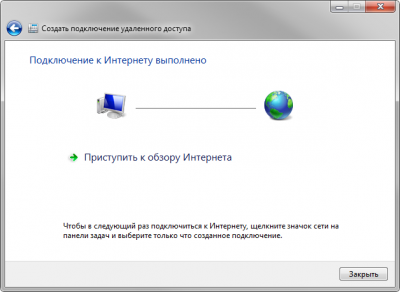 Создать подключение удаленного доступа
Подключение к Интернету выполнено
Приступить к обзору Интернета
Чтобы в следующий раз подключиться к Интернету, щелкните значок сети на
панели задач и выберите только что созданное подключение.
Закрыть